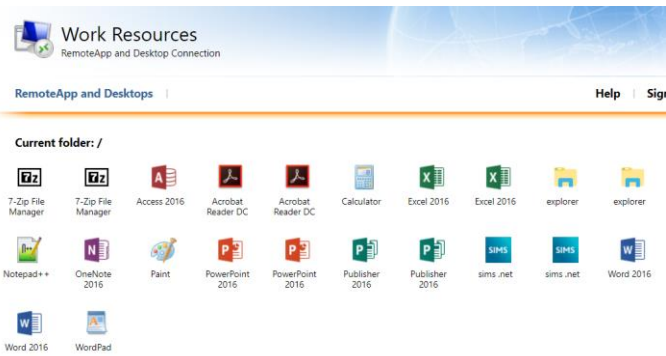 Work Resources
RemoteApp and Desktop Connection
RemoteApp and Desktops
Help
Current folder: /
7-Zip File Manager
7-Zip File Manager
Access 2016
Acrobat Reader DC
Acrobat Reader DC
Calculator
Excel 2016
Excel 2016
explorer
explorer
Notepad++
OneNote 2016
Paint
PowerPoint 2016
PowerPoint 2016
Publisher 2016
Publisher 2016
SIMS
sims .net
SIMS
sims .net
Word 2016
Word 2016
WordPad